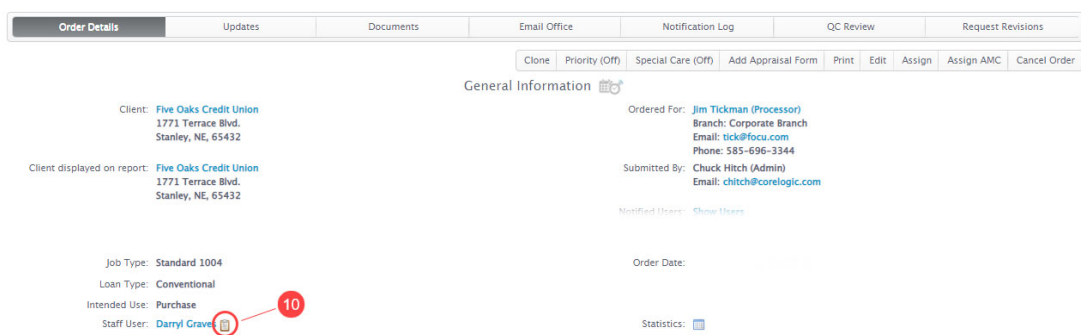 Order Details Updates Documents Email Office Notification Log QC Review Request Revisions
Clone Priority (Off) Special Care (Off) Add Appraisal Form Print Edit Assign Assign AMC Cancel Order
General Information
Client: Five Oaks Credit Union
1771 Terrace Blvd.
Stanley, NE, 65432
Ordered For: Jim Tickman (Processor)
Branch: Corporate Branch
Email: tick@focu.com
Phone: 585-696-3344
Client displayed on report: Five Oaks Credit Union
1771 Terrace Blvd.
Stanley, NE, 65432
Submitted By: Chuck Hitch (Admin)
Email: chitch@corelogic.com
Notified Users: Show Users
Job Type: Standard 1004
Order Date:
Loan Type: Conventional
Intended Use: Purchase
10
Staff User: Darryl Graves
Statistics: